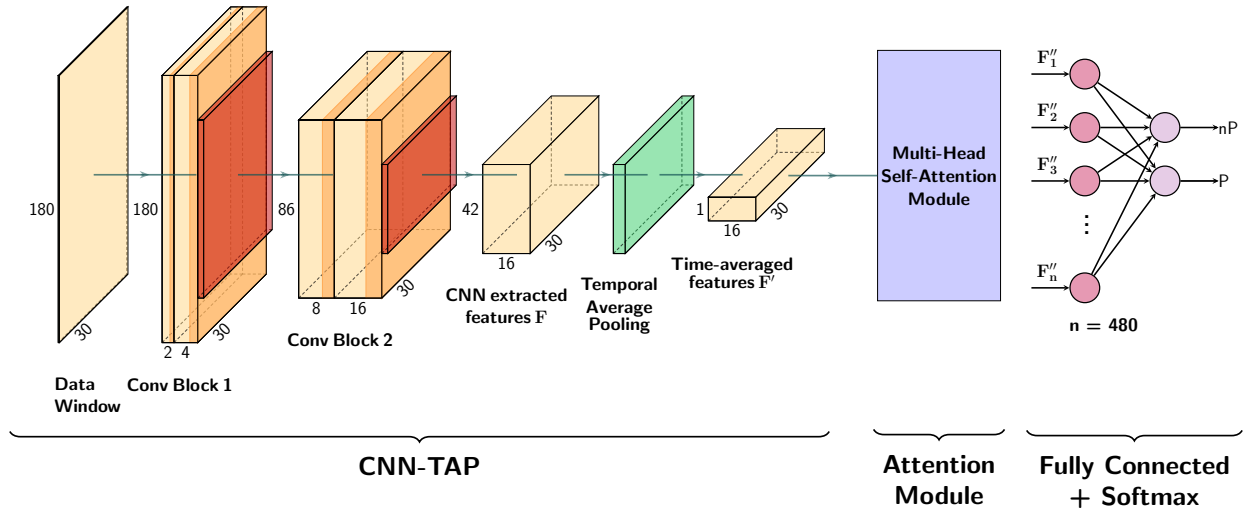 180
30
Data
Window
180
2
4
30
Conv Block 1
86
8
16
30
Conv Block 2
42
16
30
CNN extracted
features F
Temporal
Average
Pooling
1
16
30
Time-averaged
features F′
Multi-Head
Self-Attention
Module
F″₁
F″₂
F″₃
⋮
F″ₙ
nP
P
n = 480
CNN-TAP
Attention
Module
Fully Connected
+ Softmax